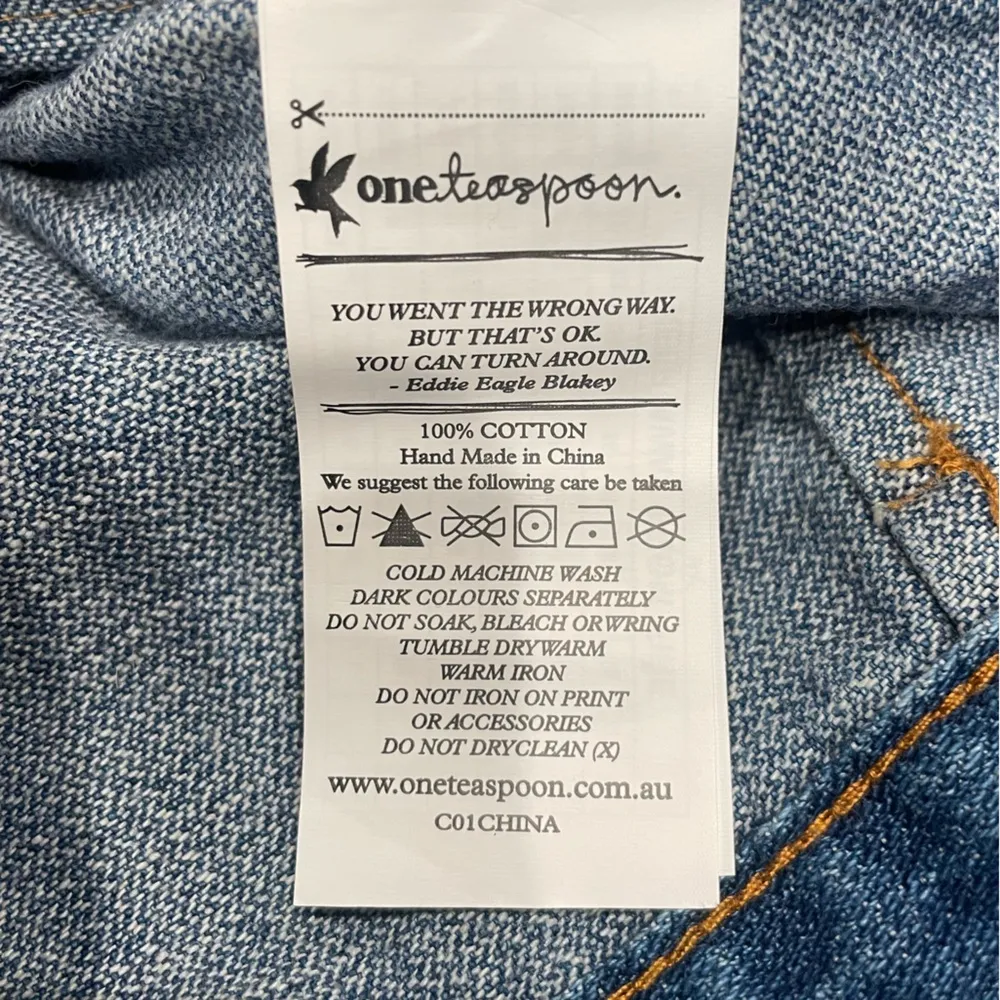 oneteaspoon.
YOU WENT THE WRONG WAY.
BUT THAT'S OK.
YOU CAN TURN AROUND.
- Eddie Eagle Blakey
100% COTTON
Hand Made in China
We suggest the following care be taken
COLD MACHINE WASH
DARK COLOURS SEPARATELY
DO NOT SOAK, BLEACH OR WRING
TUMBLE DRY WARM
WARM IRON
DO NOT IRON ON PRINT
OR ACCESSORIES
DO NOT DRYCLEAN (X)
www.oneteaspoon.com.au
C01CHINA